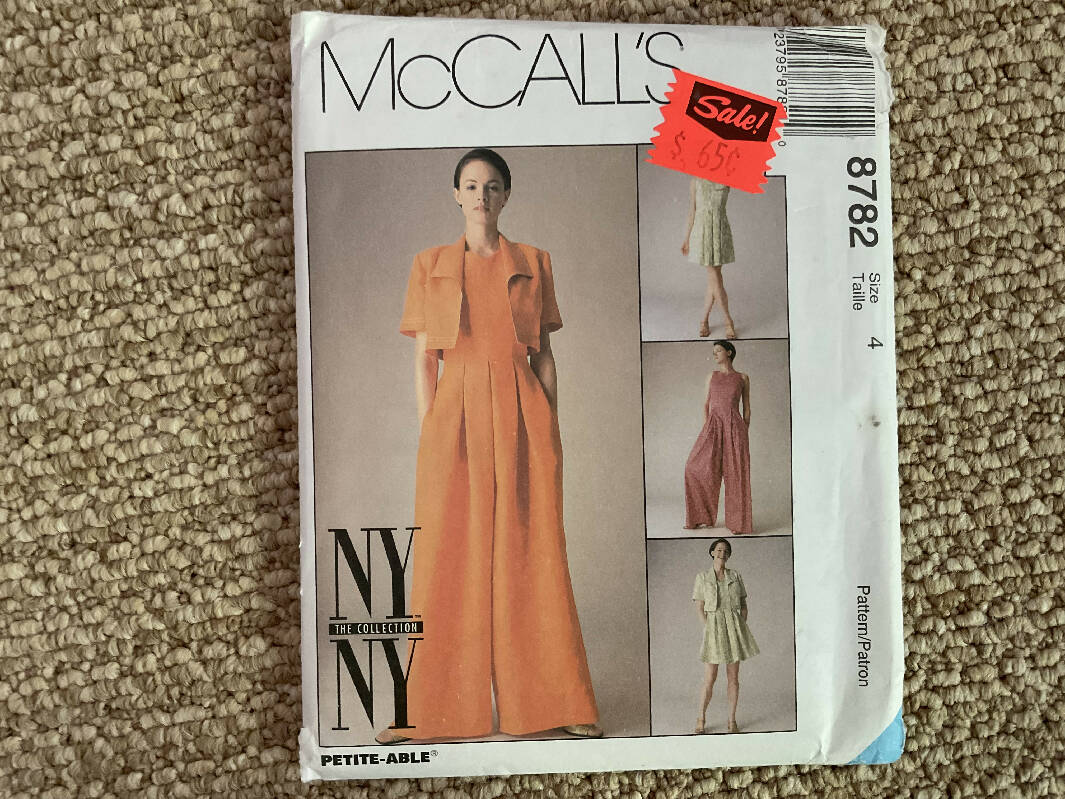 McCALL'S
Sale!
$.65¢
8782
Size
Taille
4
Pattern/Patron
NY
THE COLLECTION
NY
PETITE-ABLE®